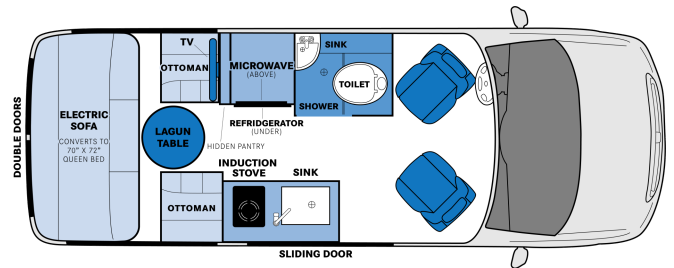 DOUBLE DOORS
ELECTRIC
SOFA
CONVERTS TO
70" X 72"
QUEEN BED
TV
OTTOMAN
LAGUN
TABLE
OTTOMAN
MICROWAVE
(ABOVE)
REFRIDGERATOR
(UNDER)
HIDDEN PANTRY
SINK
TOILET
SHOWER
INDUCTION
STOVE
SINK
SLIDING DOOR